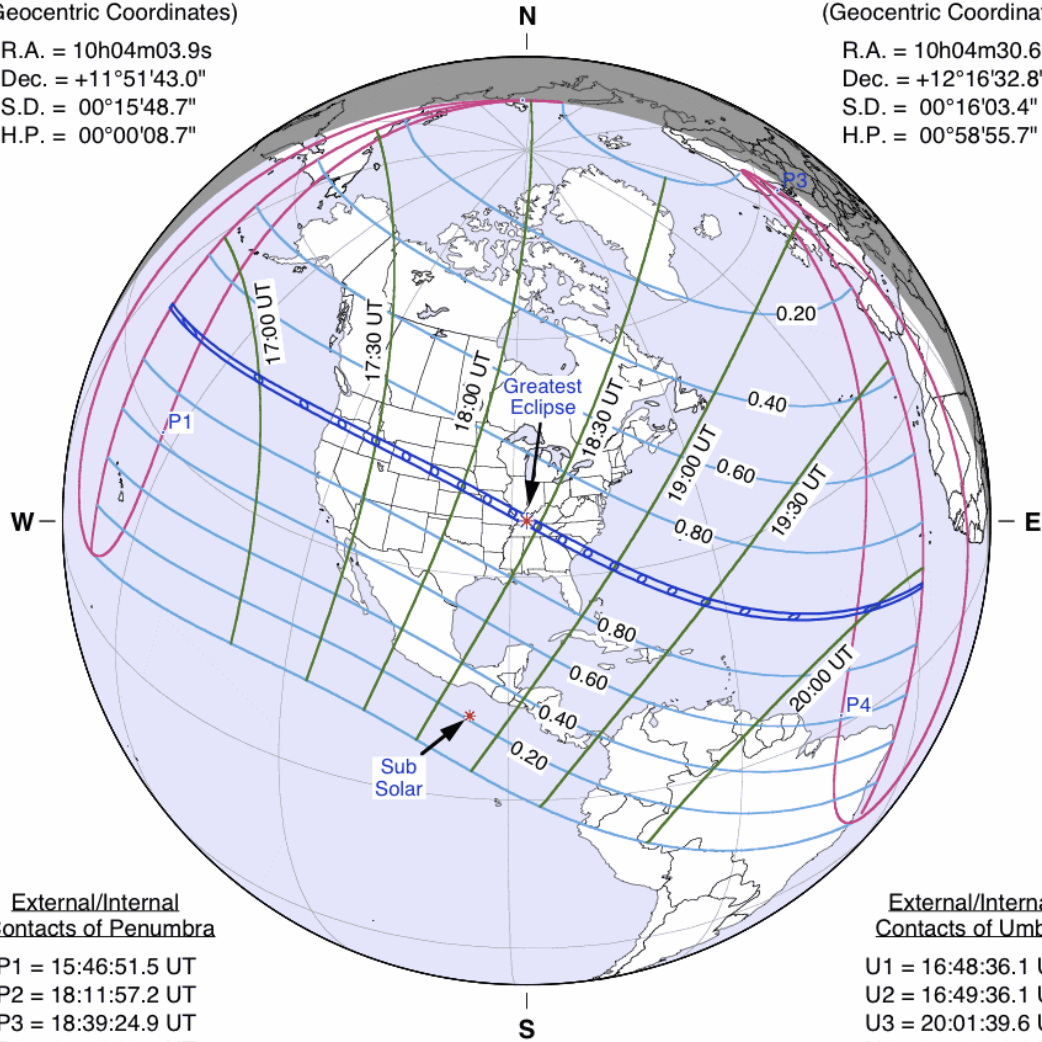 Geocentric Coordinates)
R.A. = 10h04m03.9s
Dec. = +11°51'43.0"
S.D. = 00°15'48.7"
H.P. = 00°00'08.7"
N
(Geocentric Coordina
R.A. = 10h04m30.6
Dec. = +12°16'32.8"
S.D. = 00°16'03.4"
H.P. = 00°58'55.7"
P3
0.20
17:00 UT
17:30 UT
18:00 UT
Greatest
Eclipse
18:30 UT
0.40
P1
19:00 UT
0.60
19:30 UT
0.80
W
E
0.80
0.60
20:00 UT
P4
0.40
0.20
Sub
Solar
External/Internal
Contacts of Penumbra
P1 = 15:46:51.5 UT
P2 = 18:11:57.2 UT
P3 = 18:39:24.9 UT
External/Interna
Contacts of Umb
U1 = 16:48:36.1 U
U2 = 16:49:36.1 U
U3 = 20:01:39.6 U
S